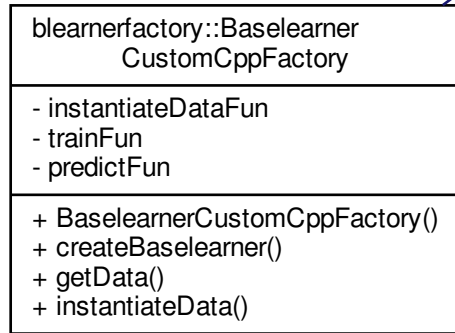 blearnerfactory::Baselearner
CustomCppFactory
- instantiateDataFun
- trainFun
- predictFun
+ BaselearnerCustomCppFactory()
+ createBaselearner()
+ getData()
+ instantiateData()